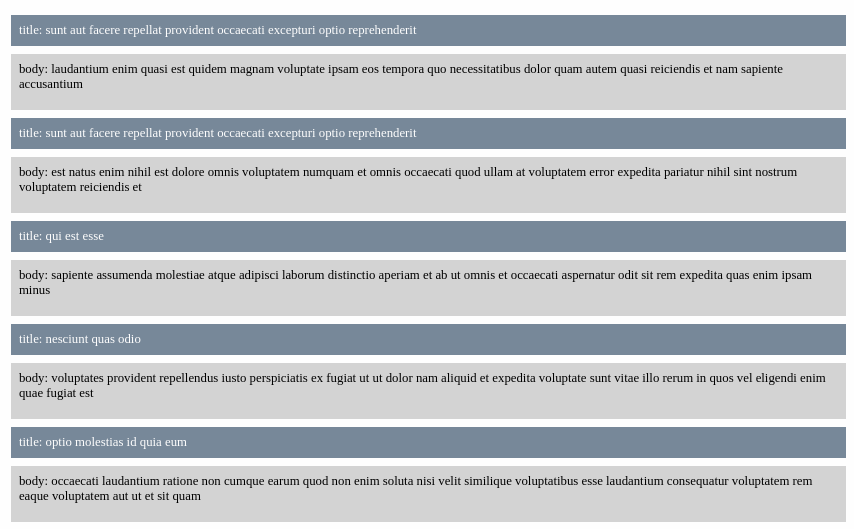 title: sunt aut facere repellat provident occaecati excepturi optio reprehenderit
body: laudantium enim quasi est quidem magnam voluptate ipsam eos tempora quo necessitatibus dolor quam autem quasi reiciendis et nam sapiente
accusantium
title: sunt aut facere repellat provident occaecati excepturi optio reprehenderit
body: est natus enim nihil est dolore omnis voluptatem numquam et omnis occaecati quod ullam at voluptatem error expedita pariatur nihil sint nostrum
voluptatem reiciendis et
title: qui est esse
body: sapiente assumenda molestiae atque adipisci laborum distinctio aperiam et ab ut omnis et occaecati aspernatur odit sit rem expedita quas enim ipsam
minus
title: nesciunt quas odio
body: voluptates provident repellendus iusto perspiciatis ex fugiat ut ut dolor nam aliquid et expedita voluptate sunt vitae illo rerum in quos vel eligendi enim
quae fugiat est
title: optio molestias id quia eum
body: occaecati laudantium ratione non cumque earum quod non enim soluta nisi velit similique voluptatibus esse laudantium consequatur voluptatem rem
eaque voluptatem aut ut et sit quam